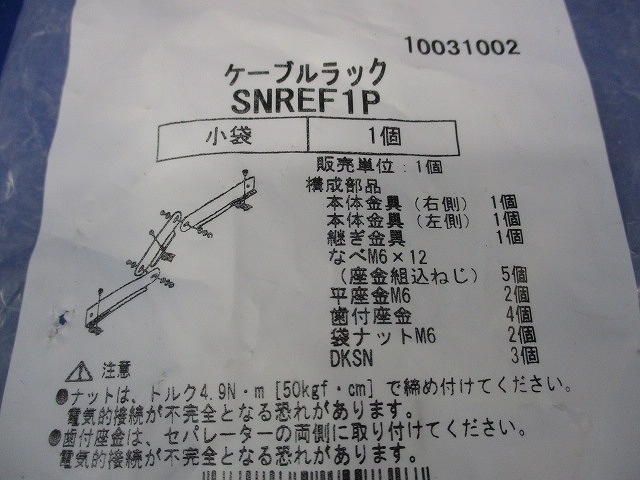 10031002
ケーブルラック
SNREF1P
小袋 1個
販売単位：1個
構成部品
本体金具（右側） 1個
本体金具（左側） 1個
継ぎ金具 1個
なべM6×12
（座金組込ねじ） 5個
平座金M6 2個
歯付座金 4個
袋ナットM6 2個
DKSN 3個
注意
●ナットは、トルク4.9N・m [50kgf・cm] で締め付けてください。
電気的接続が不完全となる恐れがあります。
●歯付座金は、セパレーターの両側に取り付けてください。
電気的接続が不完全となる恐れがあります。